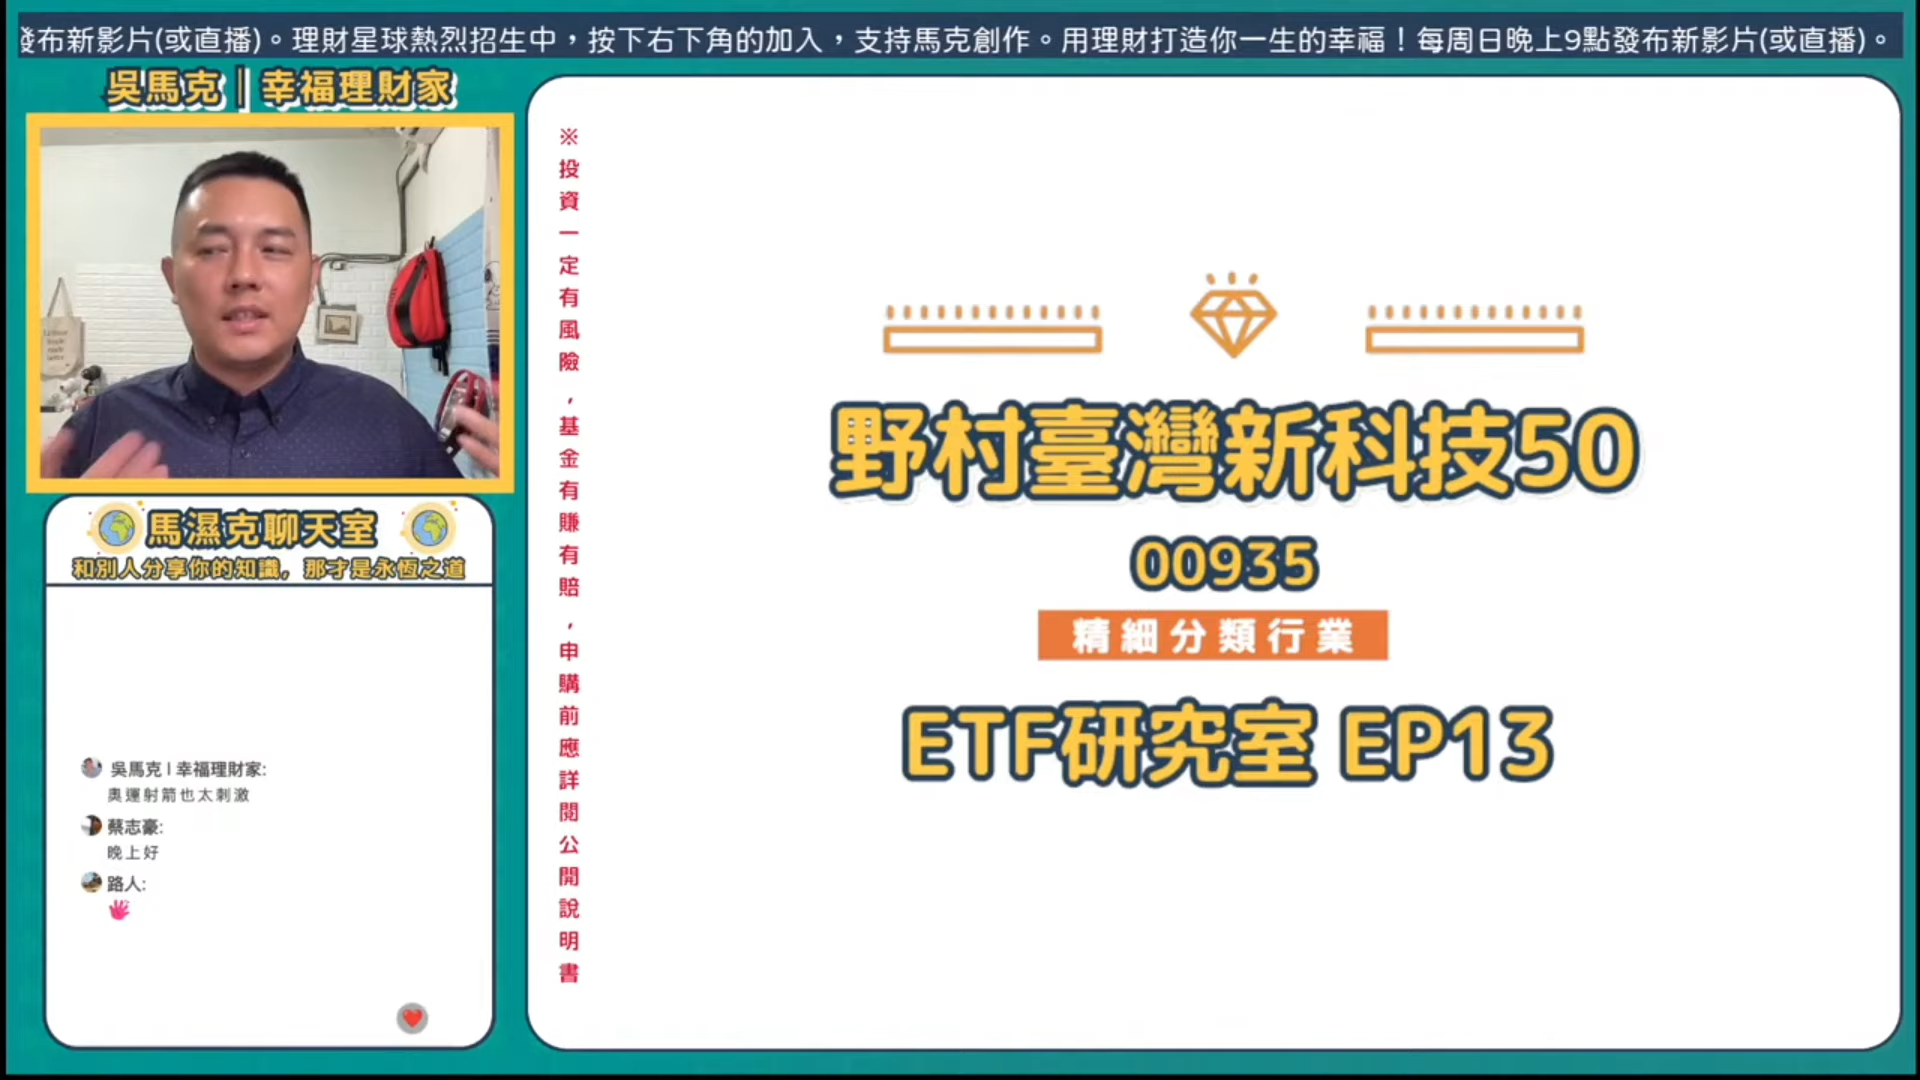 發布新影片(或直播)。理財星球熱烈招生中，按下右下角的加入，支持馬克創作。用理財打造你一生的幸福！每周日晚上9點發布新影片(或直播)。
吳馬克｜幸福理財家
馬濕克聊天室
和別人分享你的知識，那才是永恆之道
吳馬克 l 幸福理財家:
奧運射箭也太刺激
蔡志豪:
晚上好
路人:
※投資一定有風險，基金有賺有賠，申購前應詳閱公開說明書
野村臺灣新科技50
00935
精細分類行業
ETF研究室 EP13